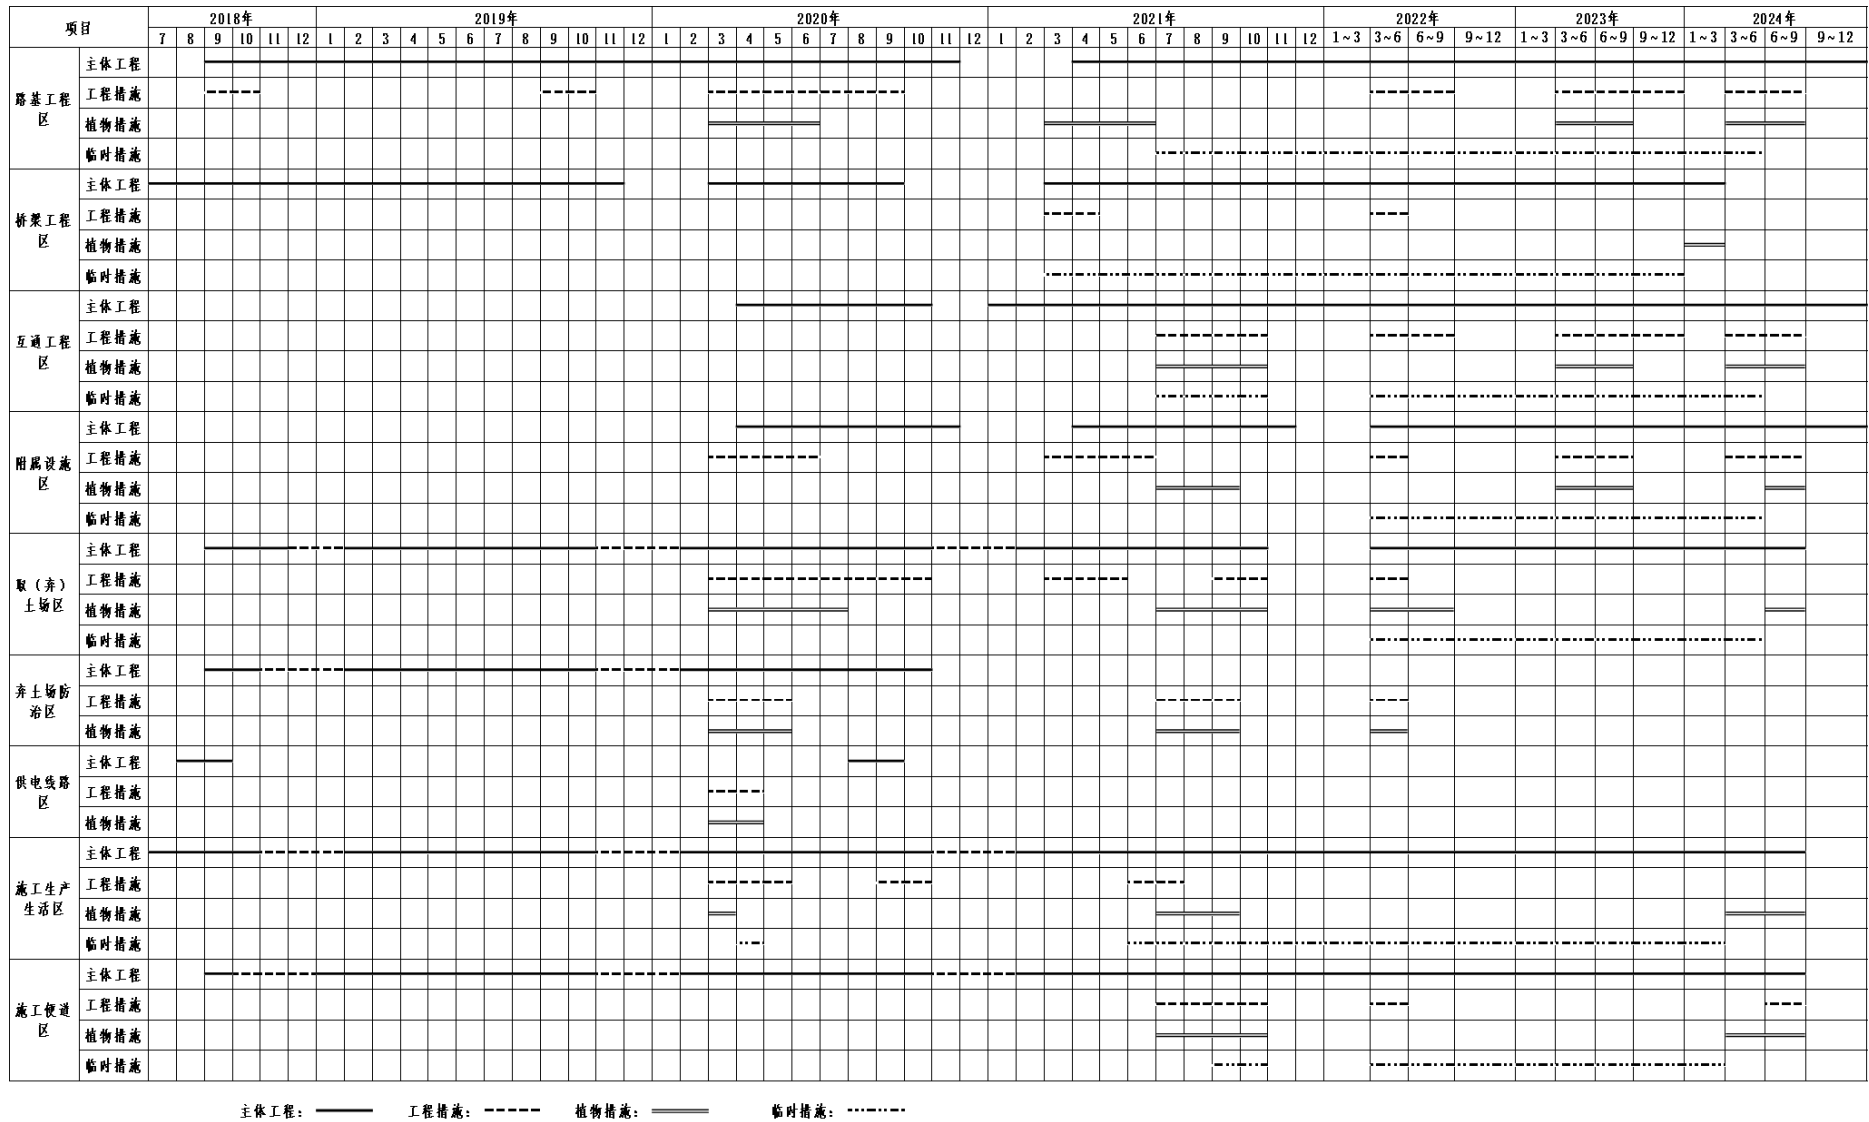 项目 2018年 2019年 2020年 2021年 2022年 2023年 2024年
7 8 9 10 11 12 1 2 3 4 5 6 7 8 9 10 11 12 1 2 3 4 5 6 7 8 9 10 11 12 1 2 3 4 5 6 7 8 9 10 11 12 1~3 3~6 6~9 9~12 1~3 3~6 6~9 9~12 1~3 3~6 6~9 9~12
路基工程
区
主体工程
工程措施
植物措施
临时措施
桥梁工程
区
主体工程
工程措施
植物措施
临时措施
互通工程
区
主体工程
工程措施
植物措施
临时措施
附属设施
区
主体工程
工程措施
植物措施
临时措施
取（弃）
土场区
主体工程
工程措施
植物措施
临时措施
弃土场防
治区
主体工程
工程措施
植物措施
供电线路
区
主体工程
工程措施
植物措施
施工生产
生活区
主体工程
工程措施
植物措施
临时措施
施工便道
区
主体工程
工程措施
植物措施
临时措施
主体工程： 工程措施： 植物措施： 临时措施：